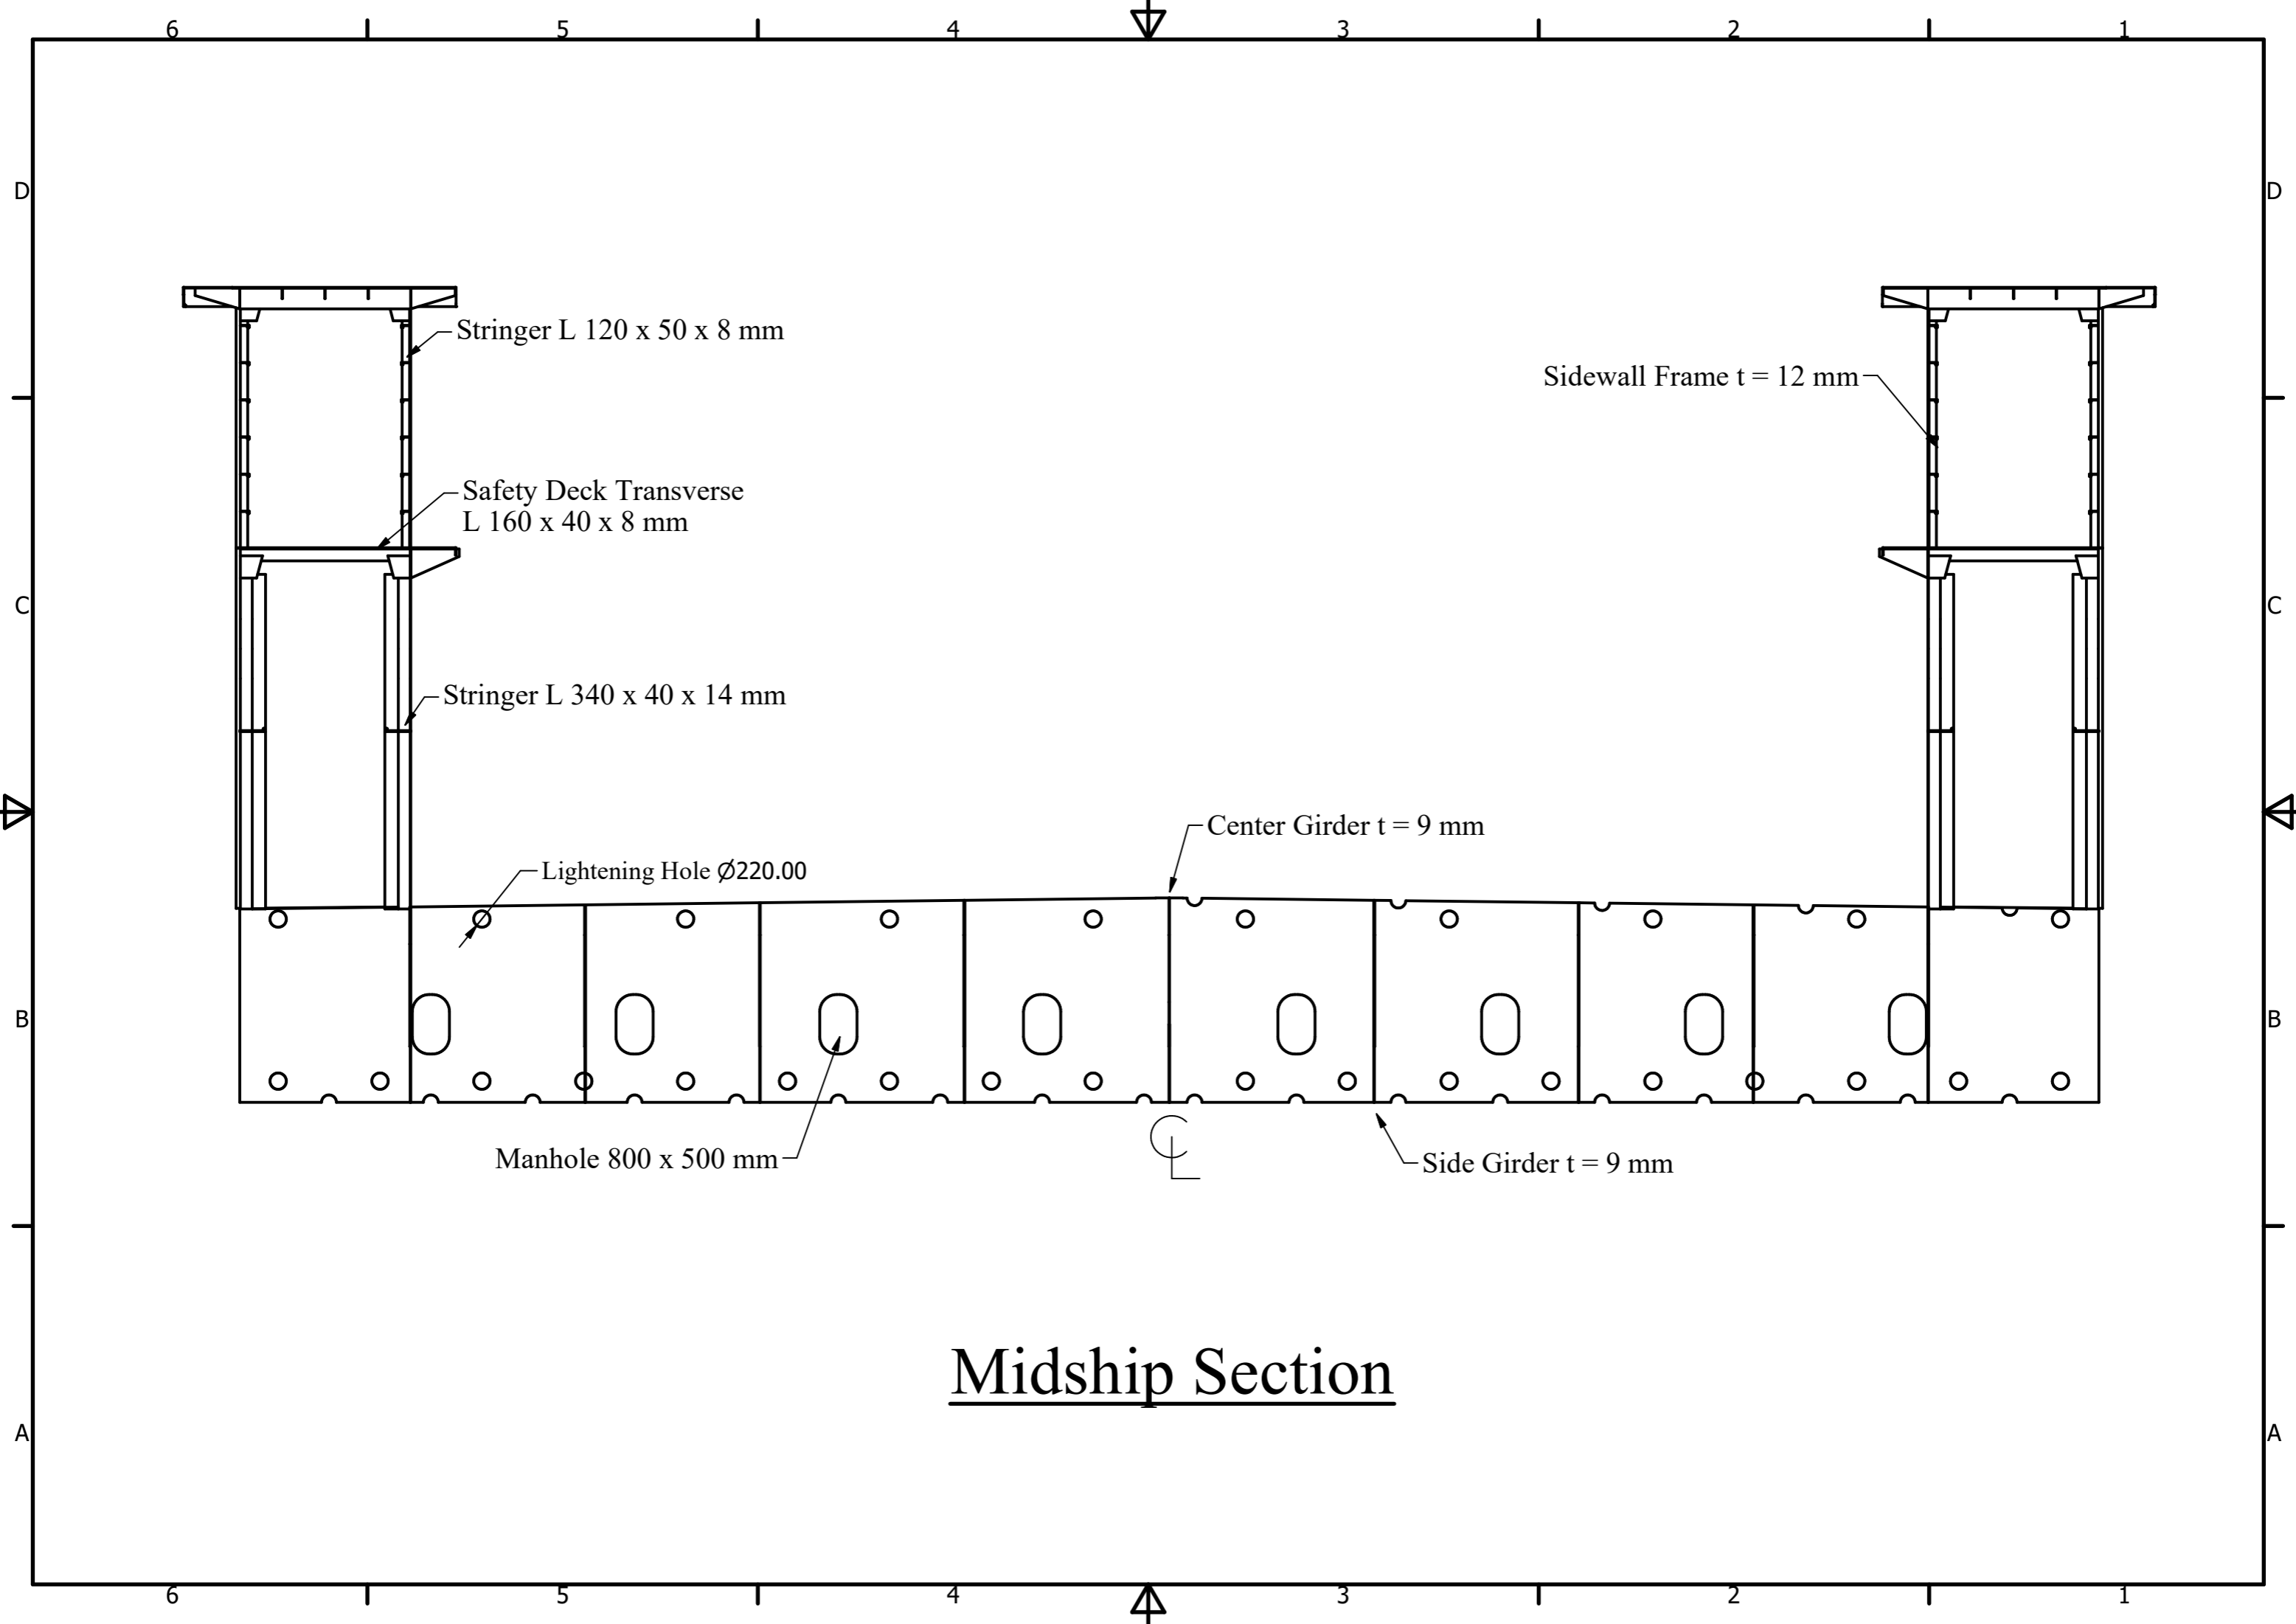 6 5 4 3 2 1
D D
Stringer L 120 x 50 x 8 mm
Sidewall Frame t = 12 mm
Safety Deck Transverse
L 160 x 40 x 8 mm
C C
Stringer L 340 x 40 x 14 mm
Center Girder t = 9 mm
Lightening Hole Ø220.00
B B
Manhole 800 x 500 mm
CL
Side Girder t = 9 mm
Midship Section
A A
6 5 4 3 2 1